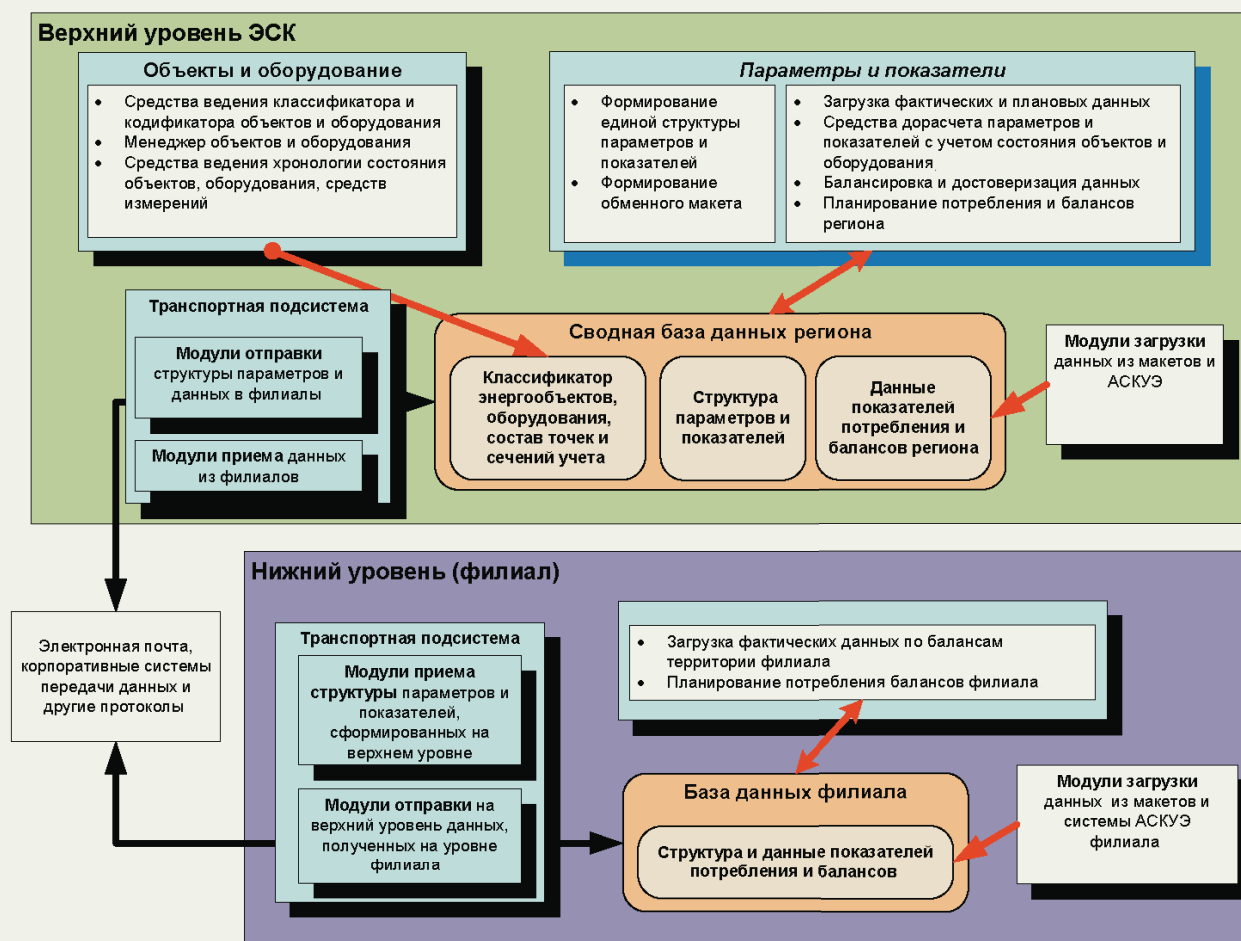 Верхний уровень ЭСК
Объекты и оборудование
• Средства ведения классификатора и
кодификатора объектов и оборудования
• Менеджер объектов и оборудования
• Средства ведения хронологии состояния
объектов, оборудования, средств
измерений
Параметры и показатели
• Формирование
единой структуры
параметров и
показателей
• Формирование
обменного макета
• Загрузка фактических и плановых данных
• Средства дорасчета параметров и
показателей с учетом состояния объектов и
оборудования
• Балансировка и достоверизация данных
• Планирование потребления и балансов
региона
Транспортная подсистема
Модули отправки
структуры параметров и
данных в филиалы
Модули приема данных
из филиалов
Сводная база данных региона
Классификатор
энергообъектов,
оборудования,
состав точек и
сечений учета
Структура
параметров и
показателей
Данные
показателей
потребления и
балансов региона
Модули загрузки
данных из макетов и
АСКУЭ
Нижний уровень (филиал)
Электронная почта,
корпоративные системы
передачи данных и
другие протоколы
Транспортная подсистема
Модули приема
структуры параметров и
показателей,
сформированных на
верхнем уровне
Модули отправки на
верхний уровень данных,
полученных на уровне
филиала
• Загрузка фактических данных по балансам
территории филиала
• Планирование потребления балансов филиала
База данных филиала
Структура и данные показателей
потребления и балансов
Модули загрузки
данных из макетов и
системы АСКУЭ
филиала